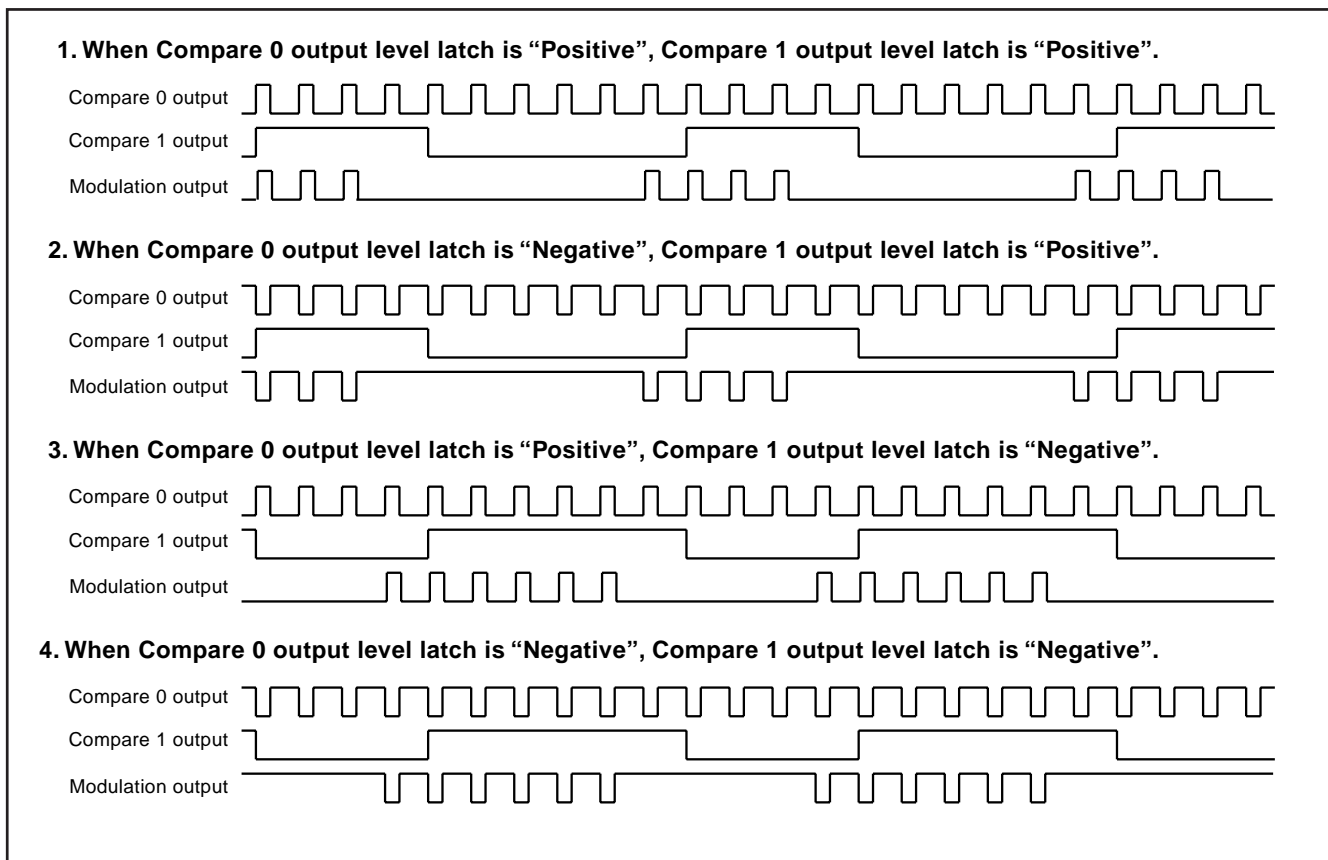 1. When Compare 0 output level latch is “Positive”, Compare 1 output level latch is “Positive”.
Compare 0 output
Compare 1 output
Modulation output
2. When Compare 0 output level latch is “Negative”, Compare 1 output level latch is “Positive”.
Compare 0 output
Compare 1 output
Modulation output
3. When Compare 0 output level latch is “Positive”, Compare 1 output level latch is “Negative”.
Compare 0 output
Compare 1 output
Modulation output
4. When Compare 0 output level latch is “Negative”, Compare 1 output level latch is “Negative”.
Compare 0 output
Compare 1 output
Modulation output